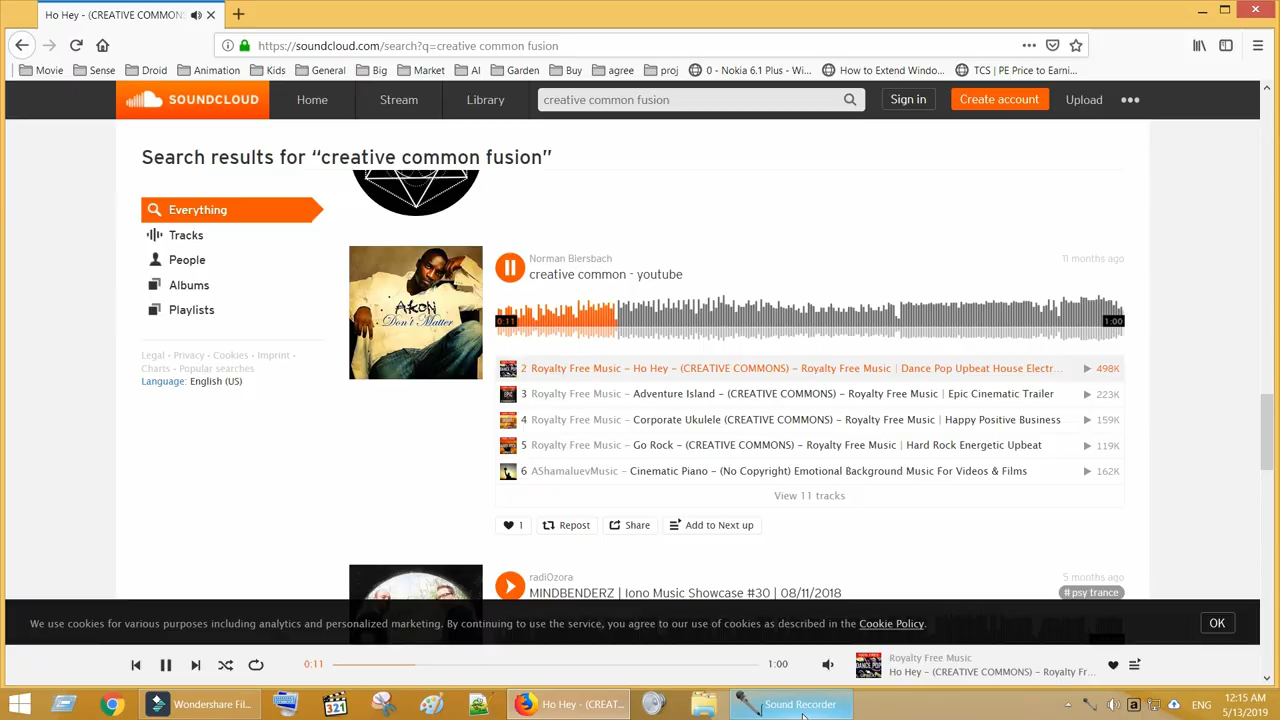 Ho Hey - (CREATIVE COMMONS
https://soundcloud.com/search?q=creative common fusion
Movie Sense Droid Animation Kids General Big Market AI Garden Buy agree proj 0 - Nokia 6.1 Plus - Wi... How to Extend Windo... TCS | PE Price to Earni...
SOUNDCLOUD Home Stream Library creative common fusion Sign in Create account Upload
Search results for “creative common fusion”
Everything
Tracks
People
Albums
Playlists
Legal - Privacy - Cookies - Imprint -
Charts - Popular searches
Language: English (US)
AKON
Don't Matter
Norman Biersbach 11 months ago
creative common - youtube
0:11 1:00
2 Royalty Free Music – Ho Hey – (CREATIVE COMMONS) – Royalty Free Music | Dance Pop Upbeat House Electr... 498K
3 Royalty Free Music – Adventure Island – (CREATIVE COMMONS) – Royalty Free Music | Epic Cinematic Trailer 223K
4 Royalty Free Music – Corporate Ukulele (CREATIVE COMMONS) – Royalty Free Music | Happy Positive Business 159K
5 Royalty Free Music – Go Rock – (CREATIVE COMMONS) – Royalty Free Music | Hard Rock Energetic Upbeat 119K
6 AShamaluevMusic – Cinematic Piano – (No Copyright) Emotional Background Music For Videos & Films 162K
View 11 tracks
1 Repost Share Add to Next up
radiOzora 5 months ago
MINDBENDERZ | Iono Music Showcase #30 | 08/11/2018 # psy trance
We use cookies for various purposes including analytics and personalized marketing. By continuing to use the service, you agree to our use of cookies as described in the Cookie Policy. OK
0:11 1:00
Royalty Free Music
Ho Hey – (CREATIVE COMMONS) – Royalty Fr...
Wondershare Fil... 321 Ho Hey - (CREAT... Sound Recorder ENG
12:15 AM
5/13/2019